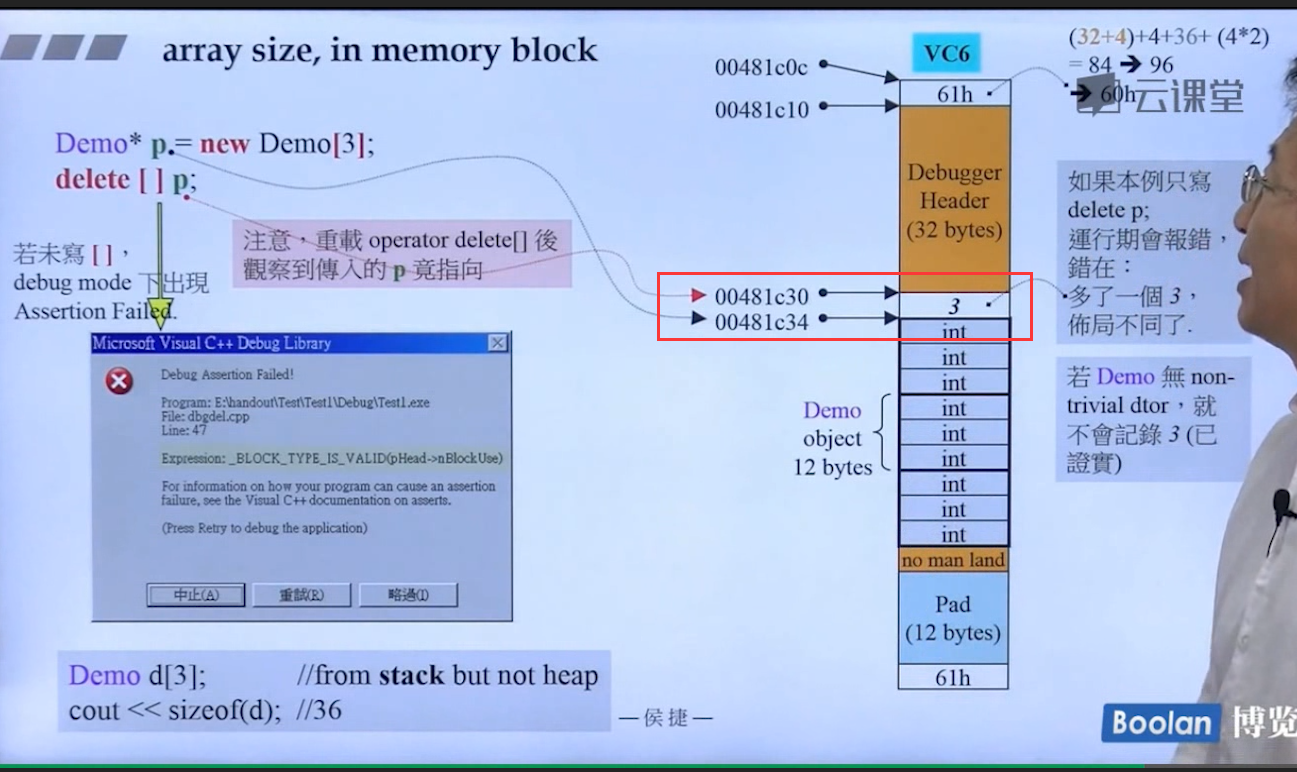 array size, in memory block
Demo* p = new Demo[3];
delete [ ] p;
若未寫 [ ]，
debug mode 下出現
Assertion Failed.
注意，重載 operator delete[] 後
觀察到傳入的 p 竟指向
Microsoft Visual C++ Debug Library
Debug Assertion Failed!
Program: E:\handout\Test\Test1\Debug\Test1.exe
File: dbgdel.cpp
Line: 47
Expression: _BLOCK_TYPE_IS_VALID(pHead->nBlockUse)
For information on how your program can cause an assertion
failure, see the Visual C++ documentation on asserts.
(Press Retry to debug the application)
中止(A)
重試(R)
略過(I)
Demo d[3]; //from stack but not heap
cout << sizeof(d); //36
—侯捷—
VC6
00481c0c
61h
00481c10
Debugger
Header
(32 bytes)
00481c30
3
00481c34
int
int
int
int
int
int
int
int
int
Demo
object
12 bytes
no man land
Pad
(12 bytes)
61h
(32+4)+4+36+ (4*2)
= 84 ➔ 96
➔ 60h
云课堂
如果本例只寫
delete p;
運行期會報錯，
錯在：
多了一個 3，
佈局不同了.
若 Demo 無 non-
trivial dtor，就
不會記錄 3 (已
證實)
Boolan 博览